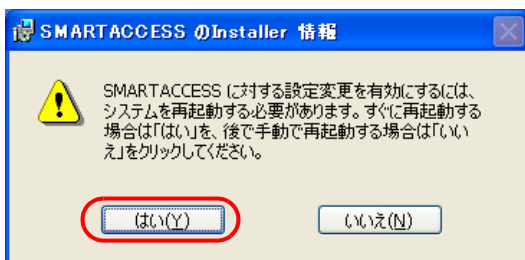 SMARTACCESS のInstaller 情報
SMARTACCESS に対する設定変更を有効にするには、
システムを再起動する必要があります。すぐに再起動する
場合は「はい」を、後で手動で再起動する場合は「いい
え」をクリックしてください。
はい(Y) いいえ(N)